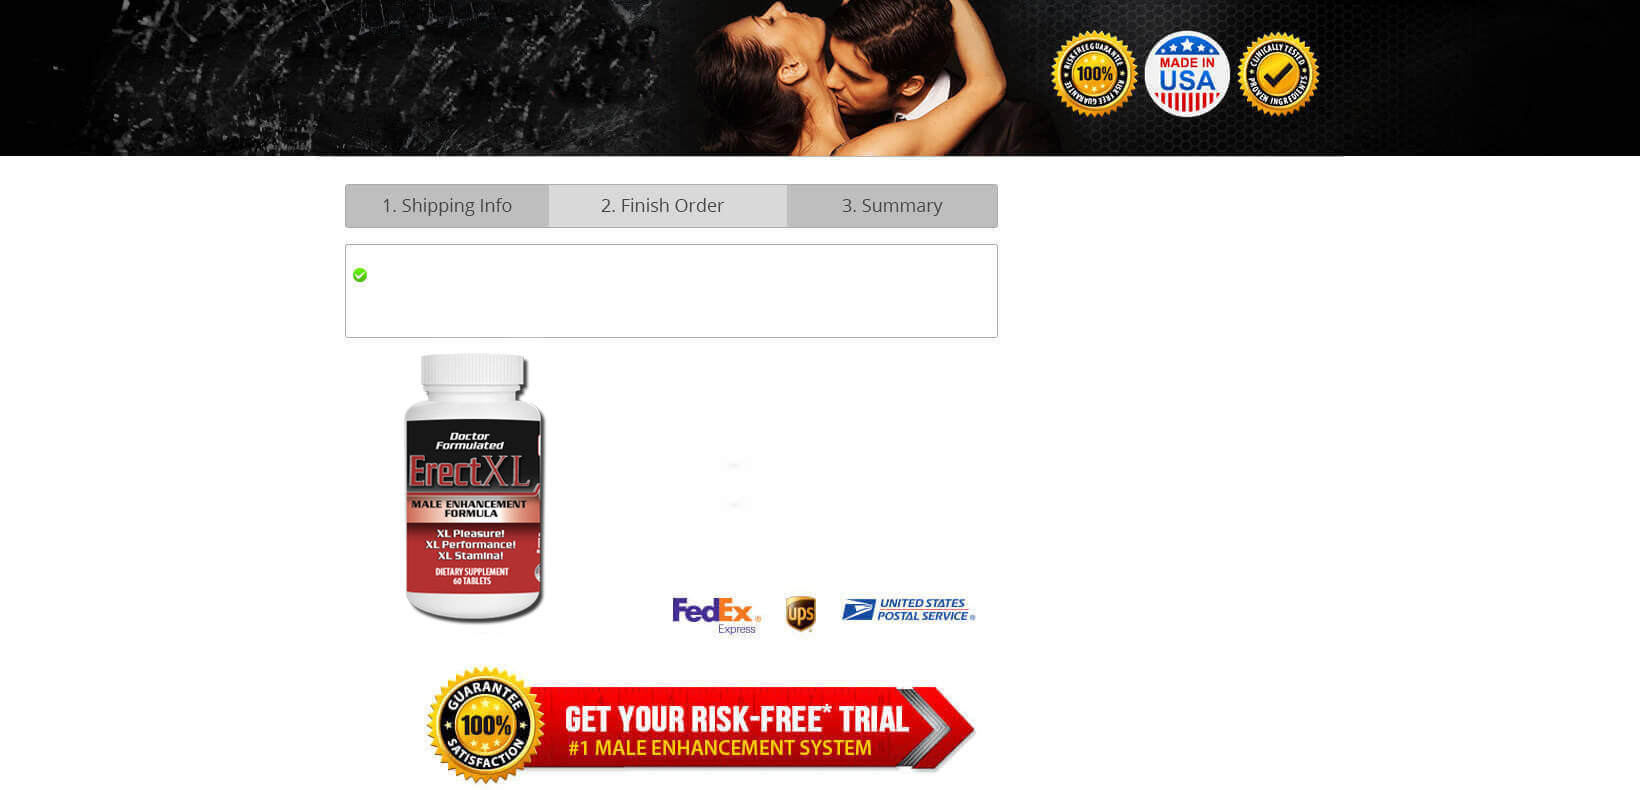 RISK FREE GUARANTEE
100%
RISK FREE GUARANTEE
MADE IN
USA
CLINICALLY TESTED
PROVEN INGREDIENTS
1. Shipping Info
2. Finish Order
3. Summary
Doctor
Formulated
ErectXL
MALE ENHANCEMENT
FORMULA
XL Pleasure!
XL Performance!
XL Stamina!
DIETARY SUPPLEMENT
60 TABLETS
FedEx®
Express
ups
UNITED STATES
POSTAL SERVICE®
GUARANTEE
100%
SATISFACTION
GET YOUR RISK-FREE* TRIAL
#1 MALE ENHANCEMENT SYSTEM